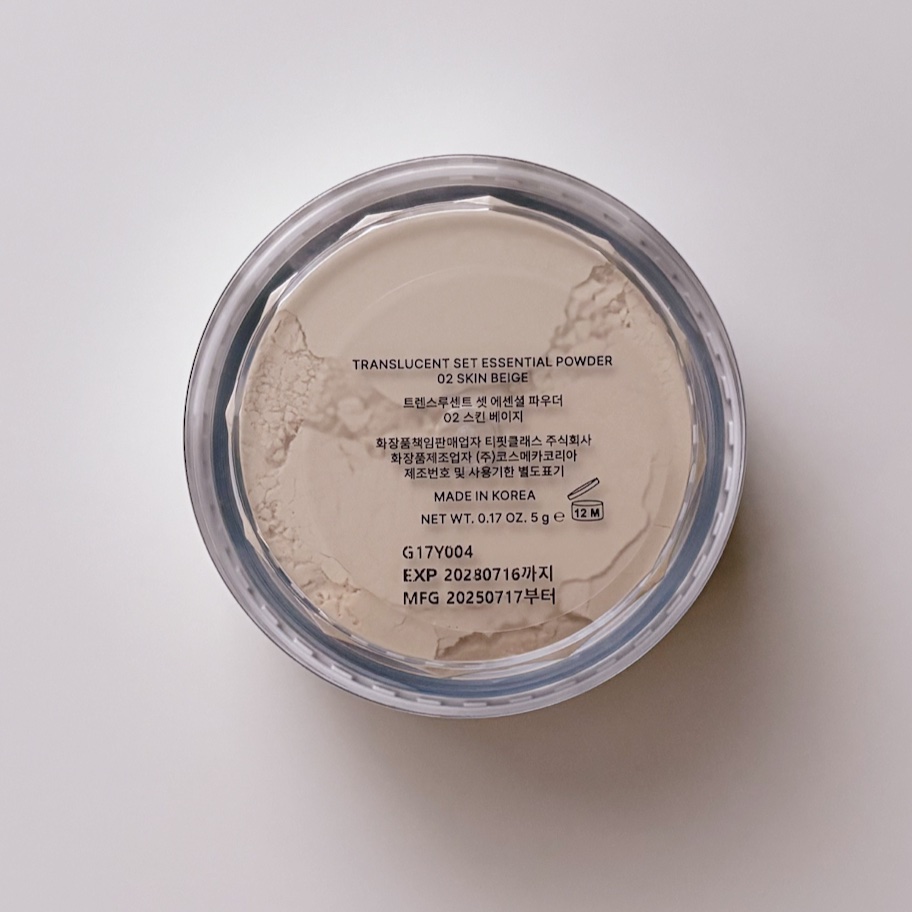 TRANSLUCENT SET ESSENTIAL POWDER
02 SKIN BEIGE
트렌스루센트 셋 에센셜 파우더
02 스킨 베이지
화장품책임판매업자 티핏클래스 주식회사
화장품제조업자 (주)코스메카코리아
제조번호 및 사용기한 별도표기
MADE IN KOREA
NET WT. 0.17 OZ. 5 g ℮ 12 M
G17Y004
EXP 20280716까지
MFG 20250717부터